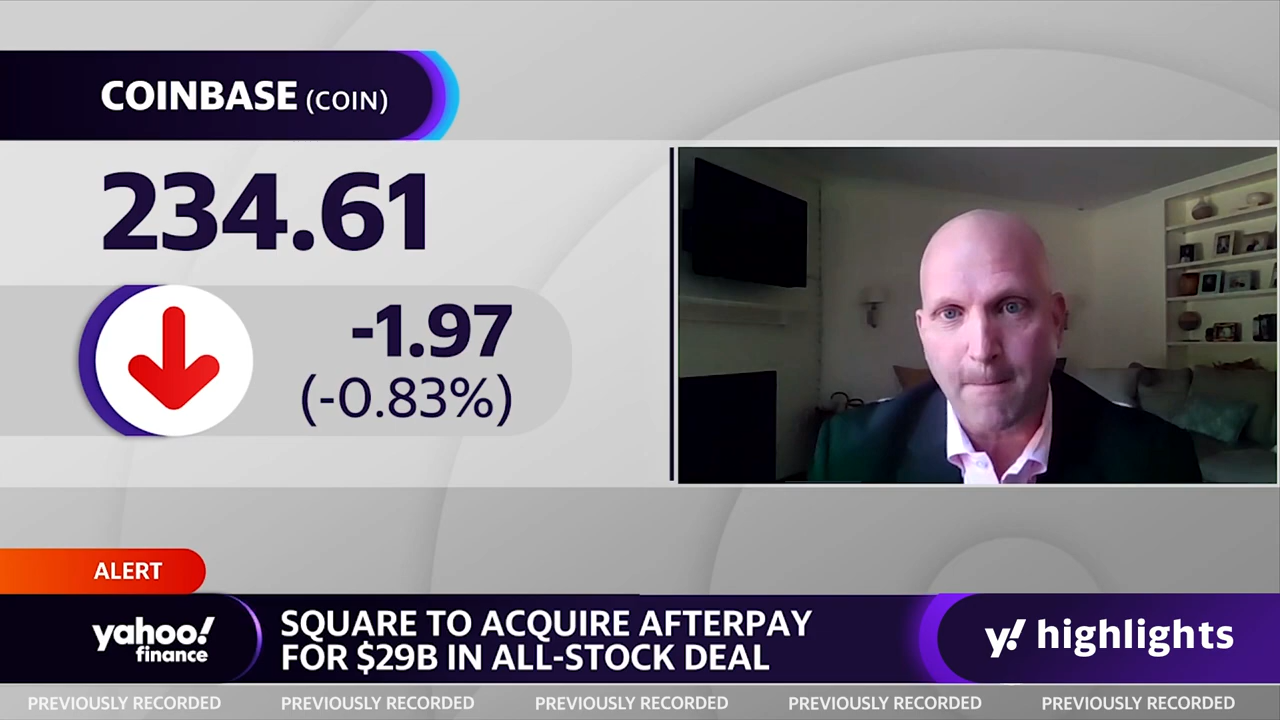 COINBASE (COIN)
234.61
-1.97
(-0.83%)
ALERT
yahoo!
finance
SQUARE TO ACQUIRE AFTERPAY
FOR $29B IN ALL-STOCK DEAL
y! highlights
PREVIOUSLY RECORDED PREVIOUSLY RECORDED PREVIOUSLY RECORDED PREVIOUSLY RECORDED PREVIOUSLY RECORDED